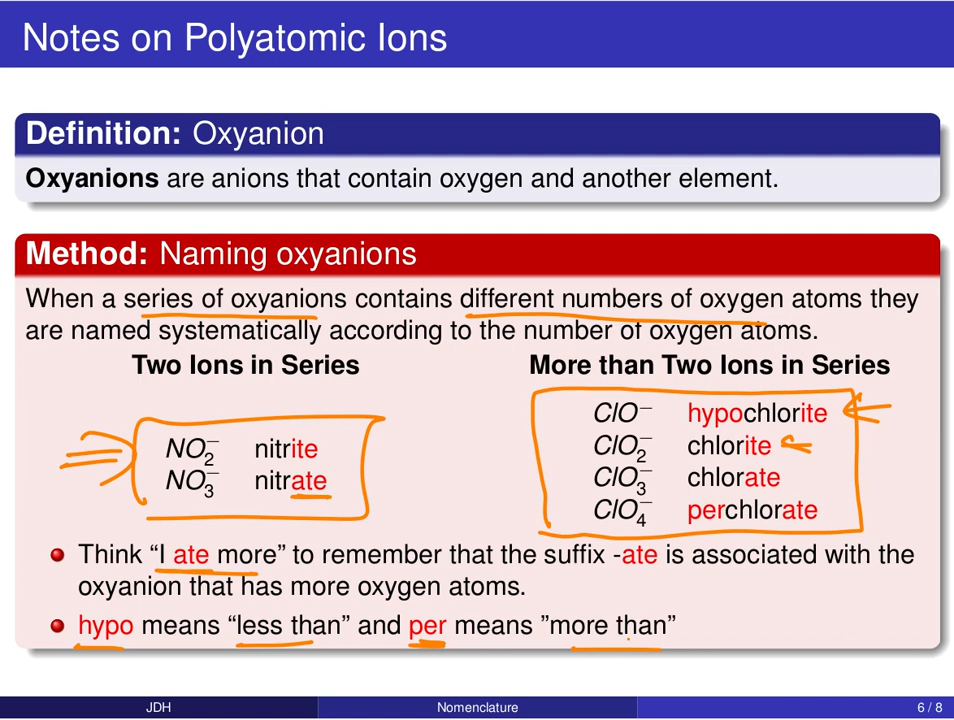 Notes on Polyatomic Ions
Definition: Oxyanion
Oxyanions are anions that contain oxygen and another element.
Method: Naming oxyanions
When a series of oxyanions contains different numbers of oxygen atoms they
are named systematically according to the number of oxygen atoms.
Two Ions in Series
NO₂⁻ nitrite
NO₃⁻ nitrate
More than Two Ions in Series
ClO⁻ hypochlorite
ClO₂⁻ chlorite
ClO₃⁻ chlorate
ClO₄⁻ perchlorate
Think “I ate more” to remember that the suffix -ate is associated with the
oxyanion that has more oxygen atoms.
hypo means “less than” and per means ”more than”
JDH Nomenclature 6 / 8